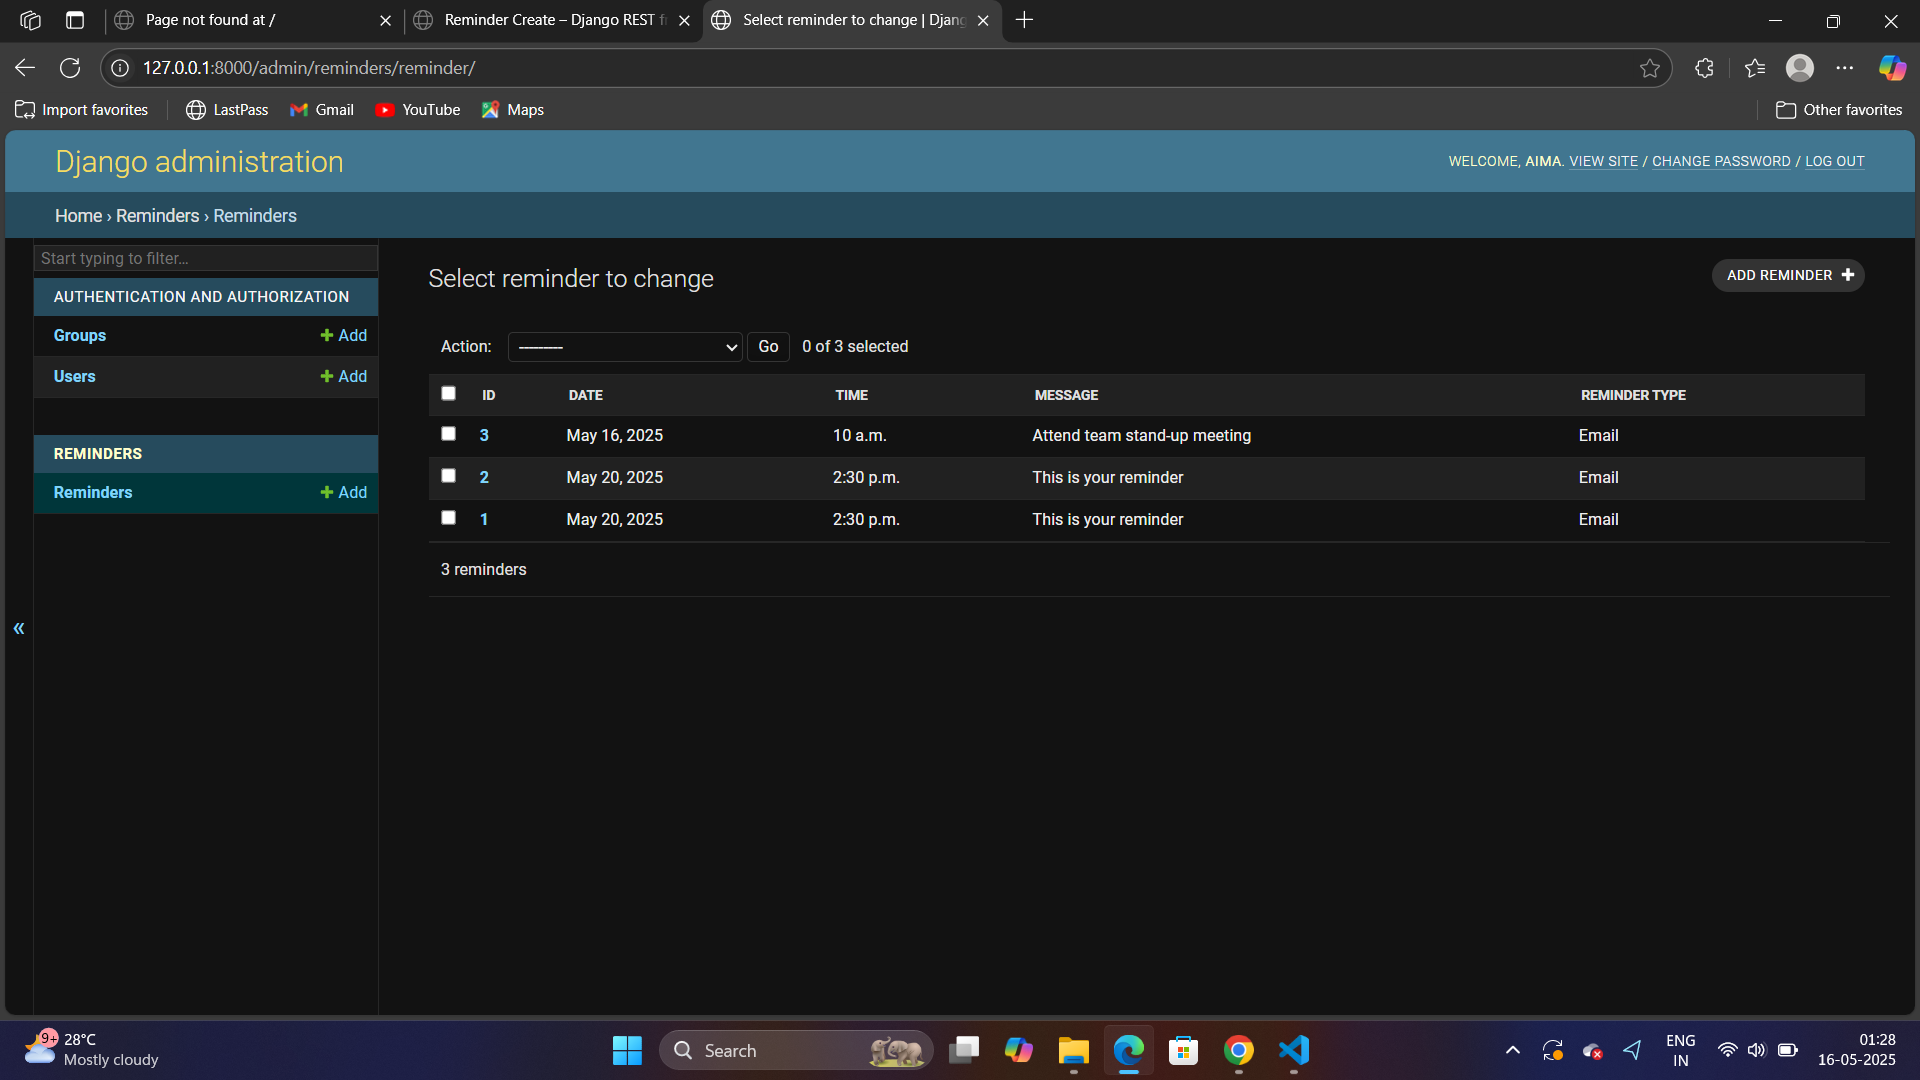 Page not found at /
Reminder Create – Django REST f
Select reminder to change | Djang
127.0.0.1:8000/admin/reminders/reminder/
Import favorites
LastPass
Gmail
YouTube
Maps
Other favorites
Django administration
WELCOME, AIMA. VIEW SITE / CHANGE PASSWORD / LOG OUT
Home › Reminders › Reminders
Start typing to filter...
AUTHENTICATION AND AUTHORIZATION
Groups + Add
Users + Add
REMINDERS
Reminders + Add
«
Select reminder to change
ADD REMINDER +
Action: --------- Go 0 of 3 selected
ID DATE TIME MESSAGE REMINDER TYPE
3 May 16, 2025 10 a.m. Attend team stand-up meeting Email
2 May 20, 2025 2:30 p.m. This is your reminder Email
1 May 20, 2025 2:30 p.m. This is your reminder Email
3 reminders
9+
28°C
Mostly cloudy
Search
ENG
IN
01:28
16-05-2025